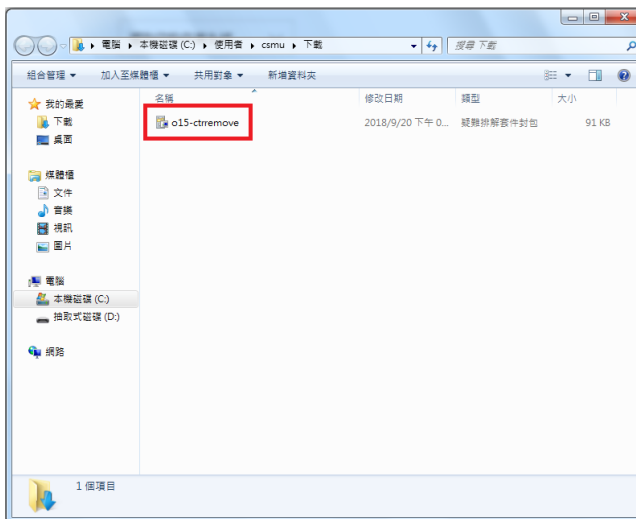 電腦 ▸ 本機磁碟 (C:) ▸ 使用者 ▸ csmu ▸ 下載
搜尋 下載
組合管理 ▾ 加入至媒體櫃 ▾ 共用對象 ▾ 新增資料夾
我的最愛
下載
桌面
媒體櫃
文件
音樂
視訊
圖片
電腦
本機磁碟 (C:)
抽取式磁碟 (D:)
網路
名稱 修改日期 類型 大小
o15-ctrremove 2018/9/20 下午 0... 疑難排解套件封包 91 KB
1 個項目